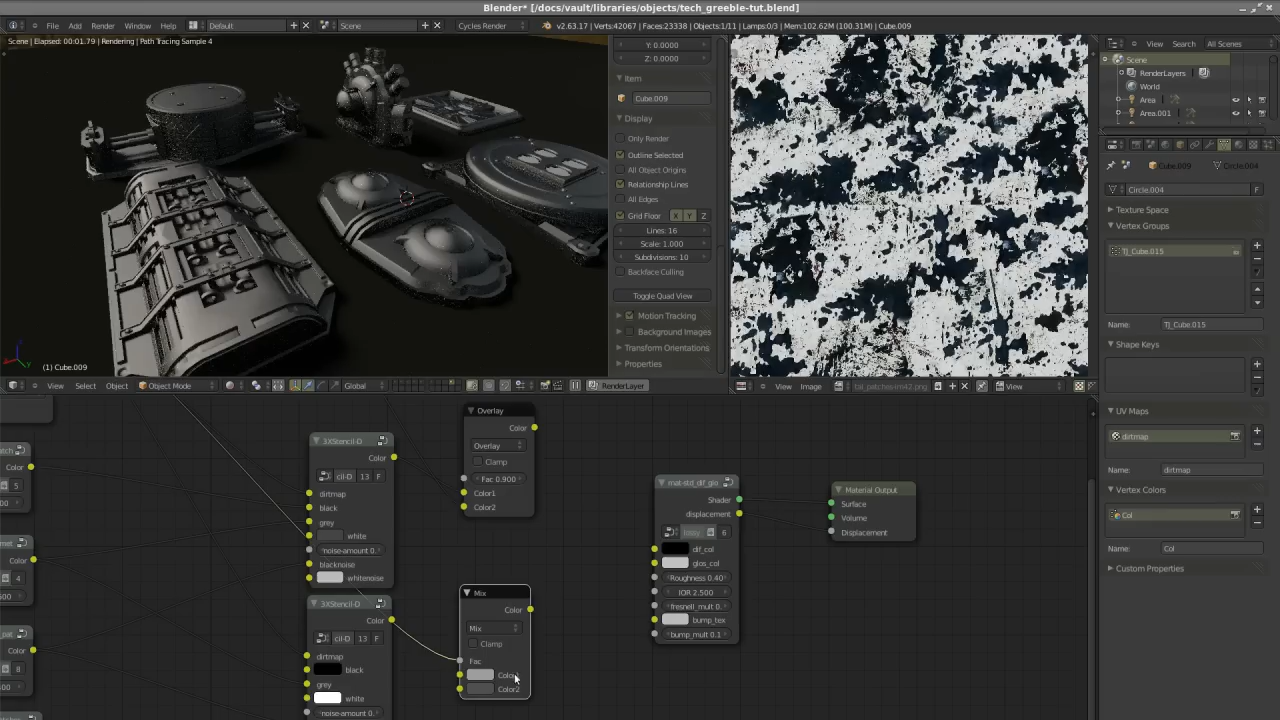 Blender* [/docs/vault/libraries/objects/tech_greeble-tut.blend]
File Add Render Window Help Default Scene Cycles Render v2.63.17 | Verts:42067 | Faces:23338 | Objects:1/11 | Lamps:0/3 | Mem:102.62M (100.31M) | Cube.009
Scene | Elapsed: 00:01.79 | Rendering | Path Tracing Sample 4
Y: 0.0000
Z: 0.0000
Item
Cube.009
Display
Only Render
Outline Selected
All Object Origins
Relationship Lines
All Edges
Grid Floor X Y Z
Lines: 16
Scale: 1.000
Subdivisions: 10
Backface Culling
Toggle Quad View
Motion Tracking
Background Images
Transform Orientations
Properties
(1) Cube.009
View Select Object Object Mode Global RenderLayer
View Image View
View Search All Scenes
Scene
RenderLayers
World
Area
Area.001
Cube.009 Circle.004
Circle.004 F
Texture Space
Vertex Groups
TJ_Cube.015
Name: TJ_Cube.015
Shape Keys
UV Maps
dirtmap
Name: dirtmap
Vertex Colors
Col
Name: Col
Custom Properties
Color
5
Color
4
Color
8
3XStencil-D
Color
cil-D 13 F
dirtmap
black
grey
white
noise-amount 0.
blacknoise
whitenoise
3XStencil-D
Color
cil-D 13 F
dirtmap
black
grey
white
noise-amount 0.
Overlay
Color
Overlay
Clamp
Fac 0.900
Color1
Color2
Mix
Color
Mix
Clamp
Fac
Color2
mat-std_dif_glo
Shader
displacement
6
dif_col
glos_col
Roughness 0.40
IOR 2.500
fresnell_mult 0.
bump_tex
bump_mult 0.1
Material Output
Surface
Volume
Displacement